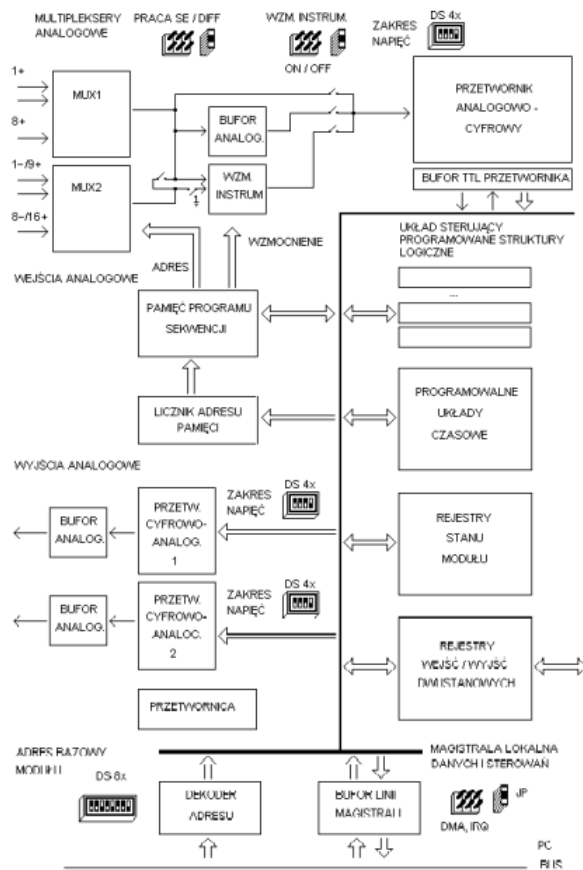 MULTIPLEKSERY
ANALOGOWE
PRACA SE / DIFF
WZM. INSTRUM.
ON / OFF
ZAKRES
NAPIĘĆ
DS 4x
1+
8+
1-/9+
8-/16+
MUX1
MUX2
BUFOR
ANALOG.
WZM.
INSTRUM
PRZETWORNIK
ANALOGOWO -
CYFROWY
BUFOR TTL PRZETWORNIKA
UKŁAD STERUJĄCY
PROGRAMOWANE STRUKTURY
LOGICZNE
...
WEJŚCIA ANALOGOWE
ADRES
WZMOCNIENIE
PAMIĘĆ PROGRAMU
SEKWENCJI
LICZNIK ADRESU
PAMIĘCI
PROGRAMOWALNE
UKŁADY
CZASOWE
WYJŚCIA ANALOGOWE
BUFOR
ANALOG.
PRZETW.
CYFROWO-
ANALOG.
1
ZAKRES
NAPIĘĆ
DS 4x
REJESTRY
STANU
MODUŁU
BUFOR
ANALOG.
PRZETW.
CYFROWO-
ANALOG.
2
ZAKRES
NAPIĘĆ
DS 4x
REJESTRY
WEJŚĆ / WYJŚĆ
DWUSTANOWYCH
PRZETWORNICA
ADRES BAZOWY
MODUŁU
DS 8x
MAGISTRALA LOKALNA
DANYCH I STEROWAŃ
DEKODER
ADRESU
BUFOR LINII
MAGISTRALI
JP
DMA, IRQ
PC
BUS